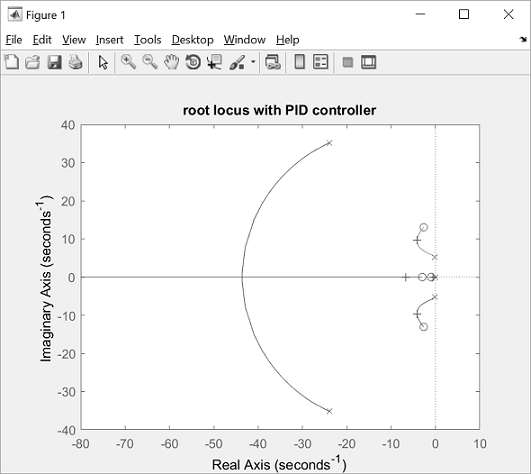 Figure 1
File Edit View Insert Tools Desktop Window Help
root locus with PID controller
40
30
20
10
0
-10
-20
-30
-40
Imaginary Axis (seconds⁻¹)
-80 -70 -60 -50 -40 -30 -20 -10 0 10
Real Axis (seconds⁻¹)